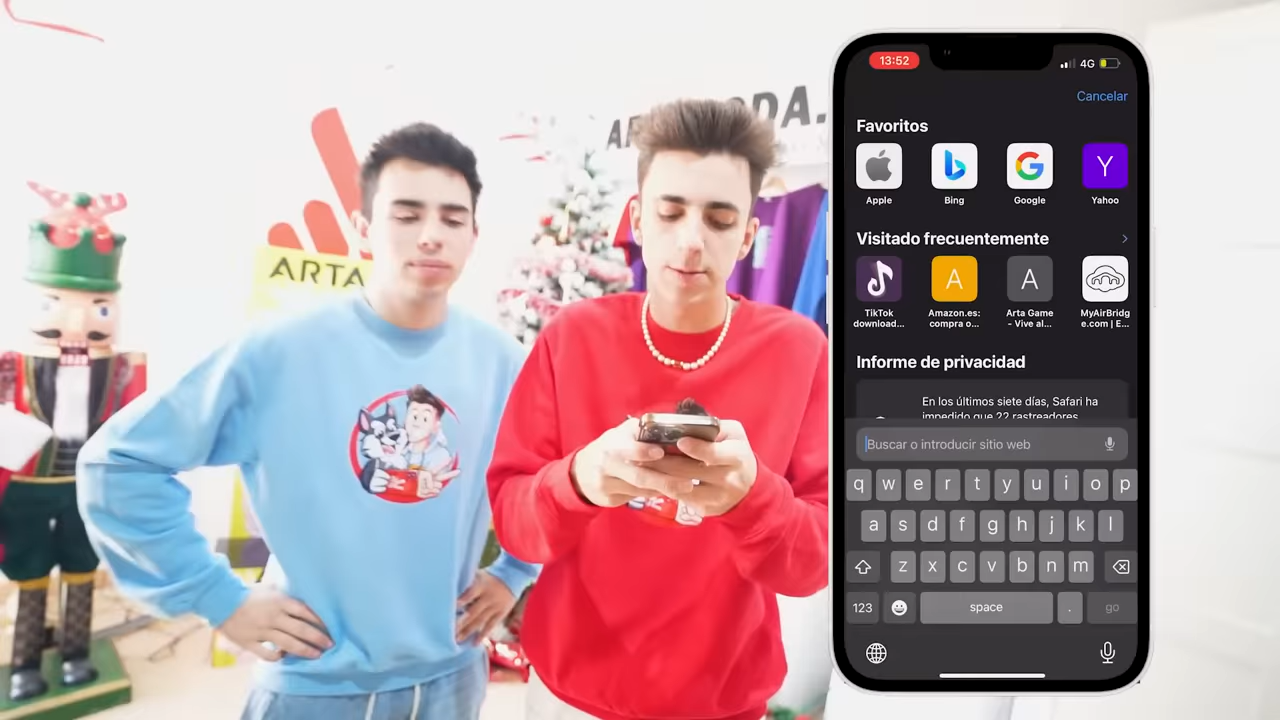 ARTA
13:52
4G
Cancelar
Favoritos
Apple
Bing
Google
Y
Yahoo
Visitado frecuentemente
A
A
TikTok
download...
Amazon.es:
compra o...
Arta Game
- Vive al...
MyAirBridg
e.com | E...
Informe de privacidad
En los últimos siete días, Safari ha
impedido que 22 rastreadores
Buscar o introducir sitio web
q w e r t y u i o p
a s d f g h j k l
z x c v b n m
123
space
.
go